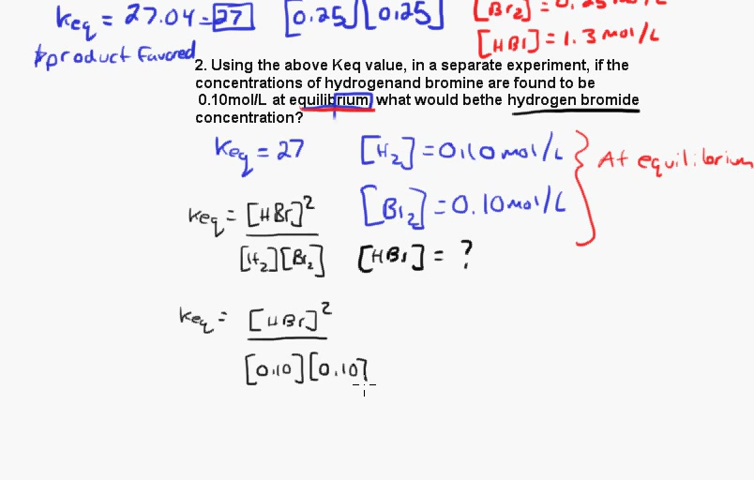 Keq = 27.04 = 27 [0.25][0.25] [Br2] = 0.25 mol/L
*product Favored [HBr] = 1.3 mol/L
2. Using the above Keq value, in a separate experiment, if the
concentrations of hydrogenand bromine are found to be
0.10mol/L at equilibrium what would bethe hydrogen bromide
concentration?
Keq = 27 [H2] = 0.10 mol/L } At equilibrium
Keq = [HBr]2 [Br2] = 0.10 mol/L
[H2][Br2] [HBr] = ?
Keq = [HBr]2
[0.10][0.10]